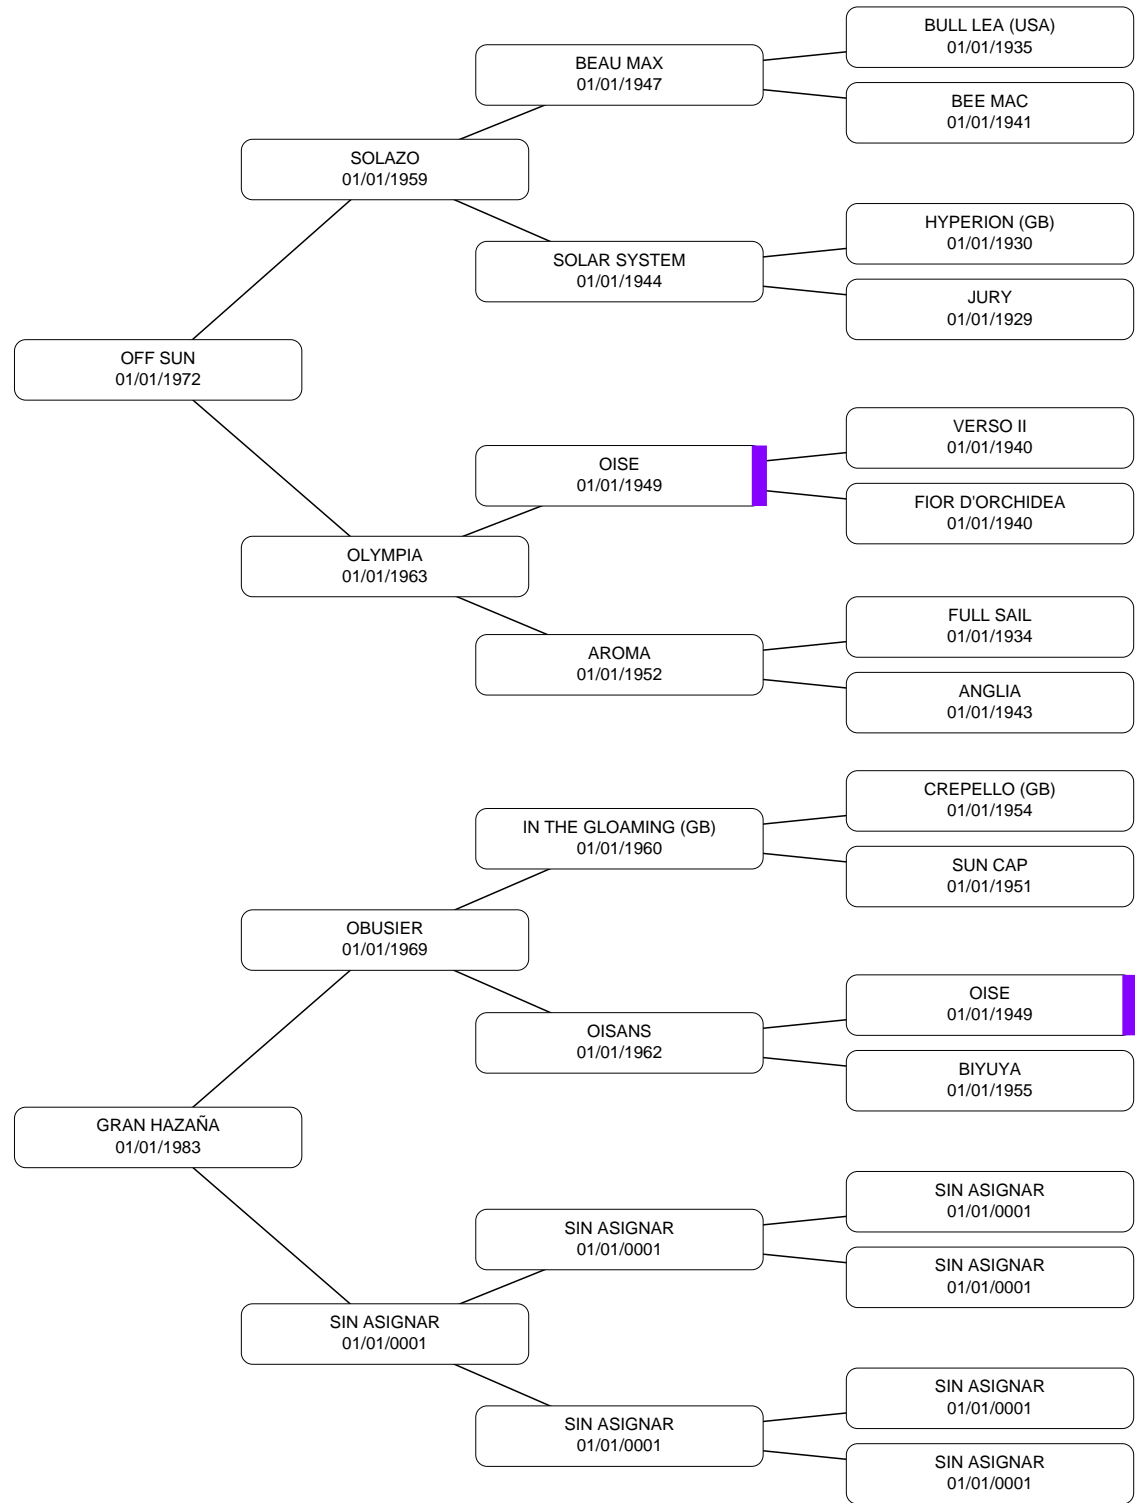 BULL LEA (USA)
01/01/1935
BEAU MAX
01/01/1947
BEE MAC
01/01/1941
SOLAZO
01/01/1959
HYPERION (GB)
01/01/1930
SOLAR SYSTEM
01/01/1944
JURY
01/01/1929
OFF SUN
01/01/1972
VERSO II
01/01/1940
OISE
01/01/1949
FIOR D'ORCHIDEA
01/01/1940
OLYMPIA
01/01/1963
FULL SAIL
01/01/1934
AROMA
01/01/1952
ANGLIA
01/01/1943
CREPELLO (GB)
01/01/1954
IN THE GLOAMING (GB)
01/01/1960
SUN CAP
01/01/1951
OBUSIER
01/01/1969
OISE
01/01/1949
OISANS
01/01/1962
BIYUYA
01/01/1955
GRAN HAZAÑA
01/01/1983
SIN ASIGNAR
01/01/0001
SIN ASIGNAR
01/01/0001
SIN ASIGNAR
01/01/0001
SIN ASIGNAR
01/01/0001
SIN ASIGNAR
01/01/0001
SIN ASIGNAR
01/01/0001
SIN ASIGNAR
01/01/0001